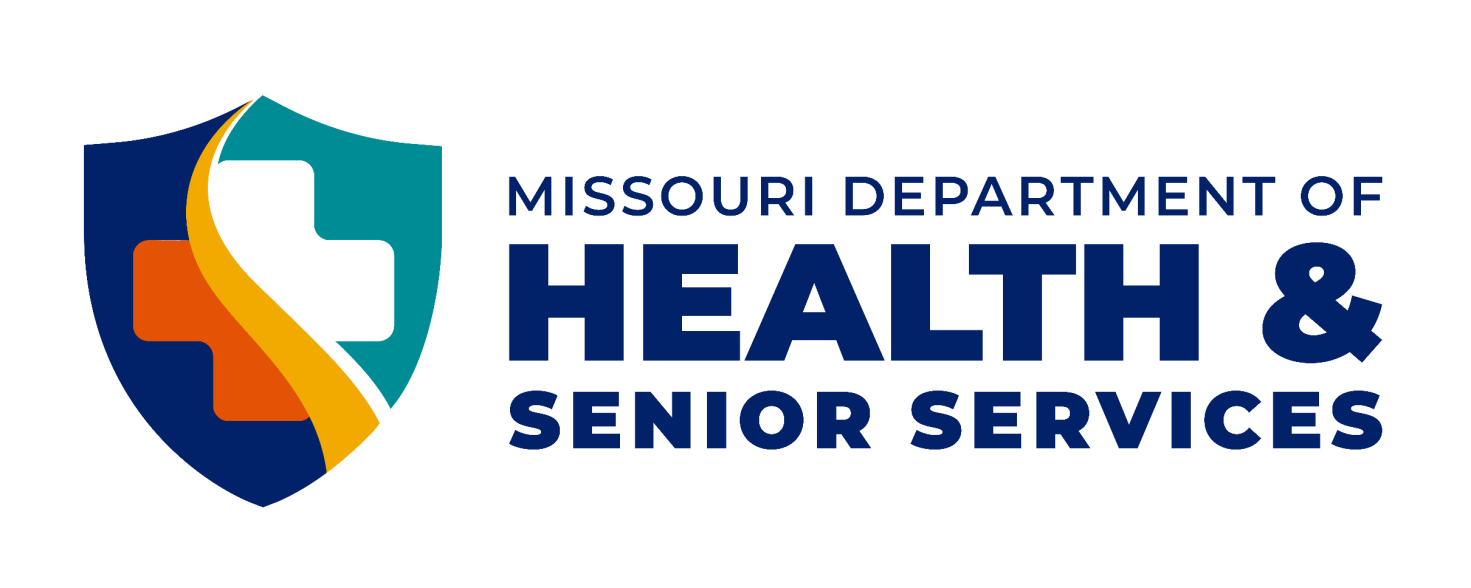 MISSOURI DEPARTMENT OF
HEALTH &
SENIOR SERVICES